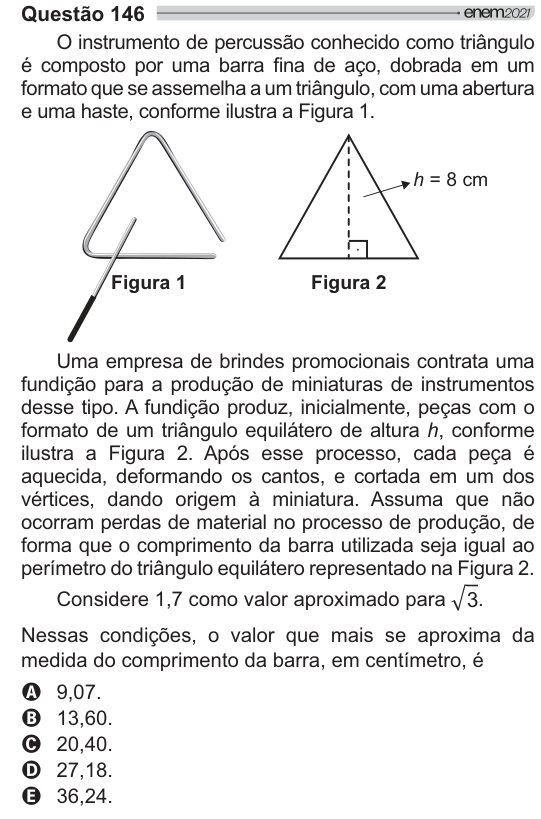 Questão 146
enem2021
O instrumento de percussão conhecido como triângulo
é composto por uma barra fina de aço, dobrada em um
formato que se assemelha a um triângulo, com uma abertura
e uma haste, conforme ilustra a Figura 1.
h = 8 cm
Figura 1
Figura 2
Uma empresa de brindes promocionais contrata uma
fundição para a produção de miniaturas de instrumentos
desse tipo. A fundição produz, inicialmente, peças com o
formato de um triângulo equilátero de altura h, conforme
ilustra a Figura 2. Após esse processo, cada peça é
aquecida, deformando os cantos, e cortada em um dos
vértices, dando origem à miniatura. Assuma que não
ocorram perdas de material no processo de produção, de
forma que o comprimento da barra utilizada seja igual ao
perímetro do triângulo equilátero representado na Figura 2.
Considere 1,7 como valor aproximado para √3.
Nessas condições, o valor que mais se aproxima da
medida do comprimento da barra, em centímetro, é
A 9,07.
B 13,60.
C 20,40.
D 27,18.
E 36,24.